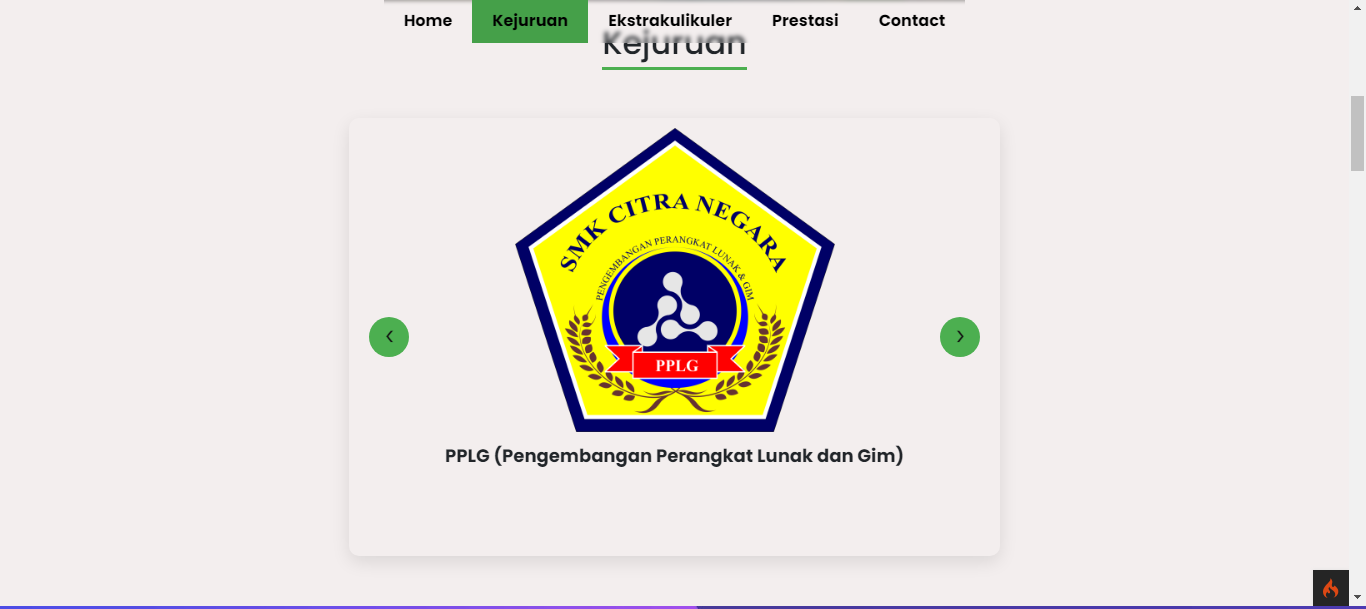 Home Kejuruan Ekstrakulikuler Prestasi Contact
Kejuruan
SMK CITRA NEGARA
PENGEMBANGAN PERANGKAT LUNAK & GIM
PPLG
‹ ›
PPLG (Pengembangan Perangkat Lunak dan Gim)